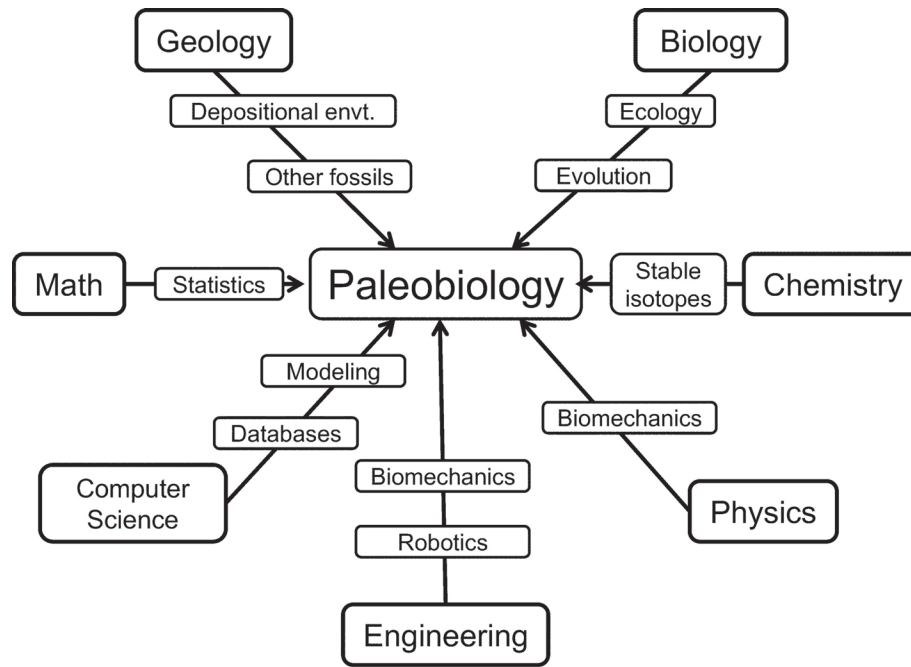 Geology
Biology
Depositional envt.
Ecology
Other fossils
Evolution
Math
Statistics
Paleobiology
Stable
isotopes
Chemistry
Modeling
Databases
Biomechanics
Computer
Science
Biomechanics
Physics
Robotics
Engineering